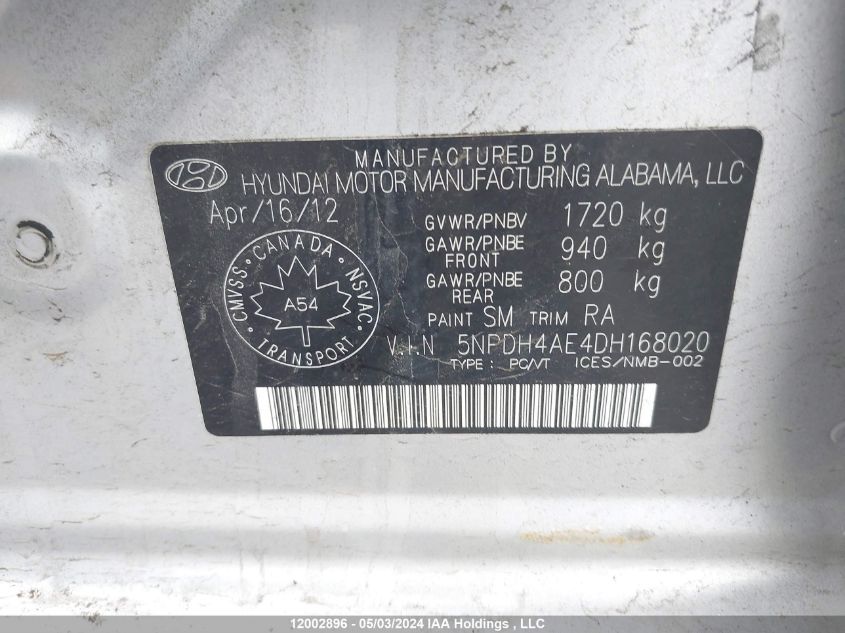 MANUFACTURED BY
HYUNDAI MOTOR MANUFACTURING ALABAMA, LLC
Apr/16/12
GVWR/PNBV 1720 kg
GAWR/PNBE FRONT 940 kg
GAWR/PNBE REAR 800 kg
PAINT SM TRIM RA
CMVSS • CANADA • NSVAC
A54
TRANSPORT
V.I.N 5NPDH4AE4DH168020
TYPE : PC/VT ICES/NMB-002
12002896 - 05/03/2024 IAA Holdings , LLC